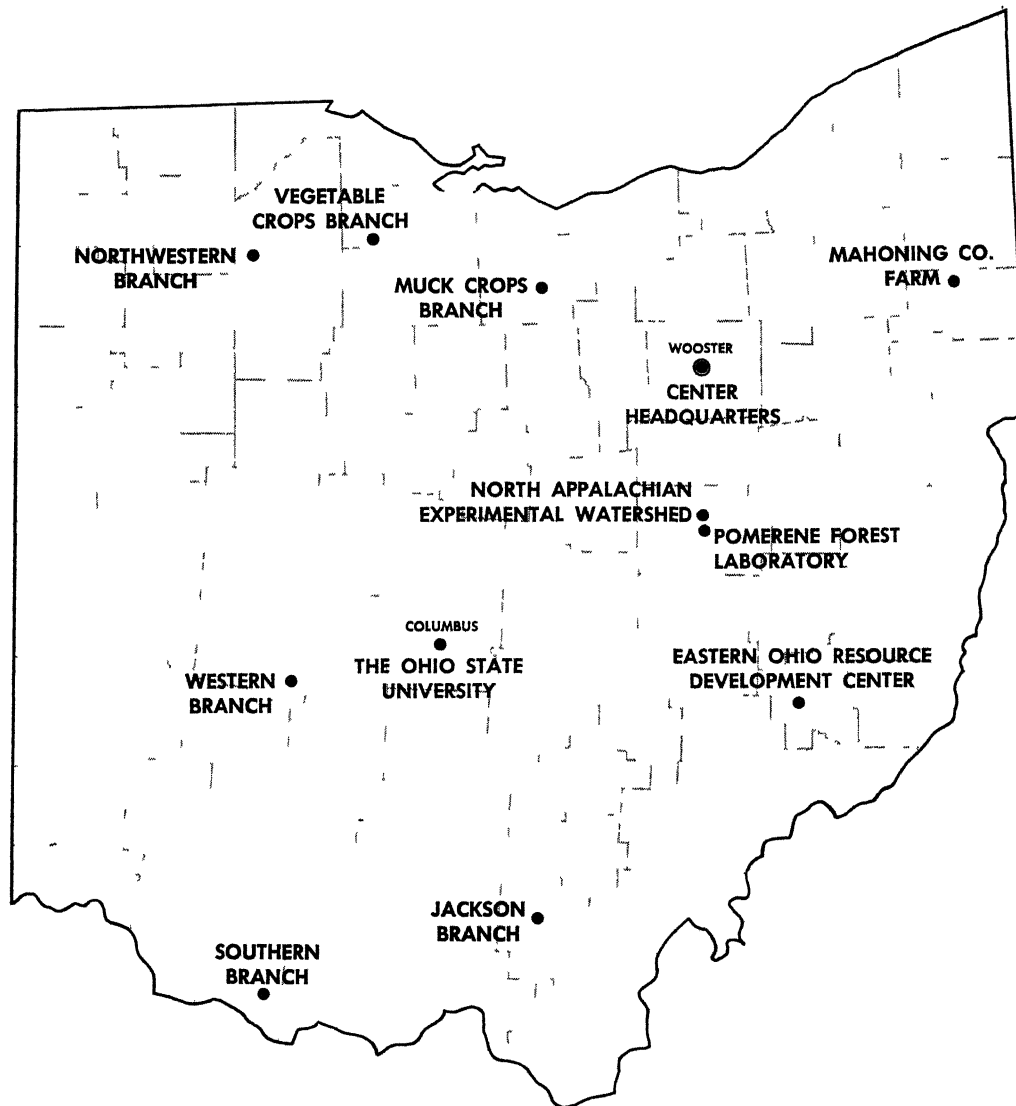 VEGETABLE
CROPS BRANCH
NORTHWESTERN
BRANCH
MUCK CROPS
BRANCH
MAHONING CO.
FARM
WOOSTER
CENTER
HEADQUARTERS
NORTH APPALACHIAN
EXPERIMENTAL WATERSHED
POMERENE FOREST
LABORATORY
COLUMBUS
THE OHIO STATE
UNIVERSITY
WESTERN
BRANCH
EASTERN OHIO RESOURCE
DEVELOPMENT CENTER
JACKSON
BRANCH
SOUTHERN
BRANCH